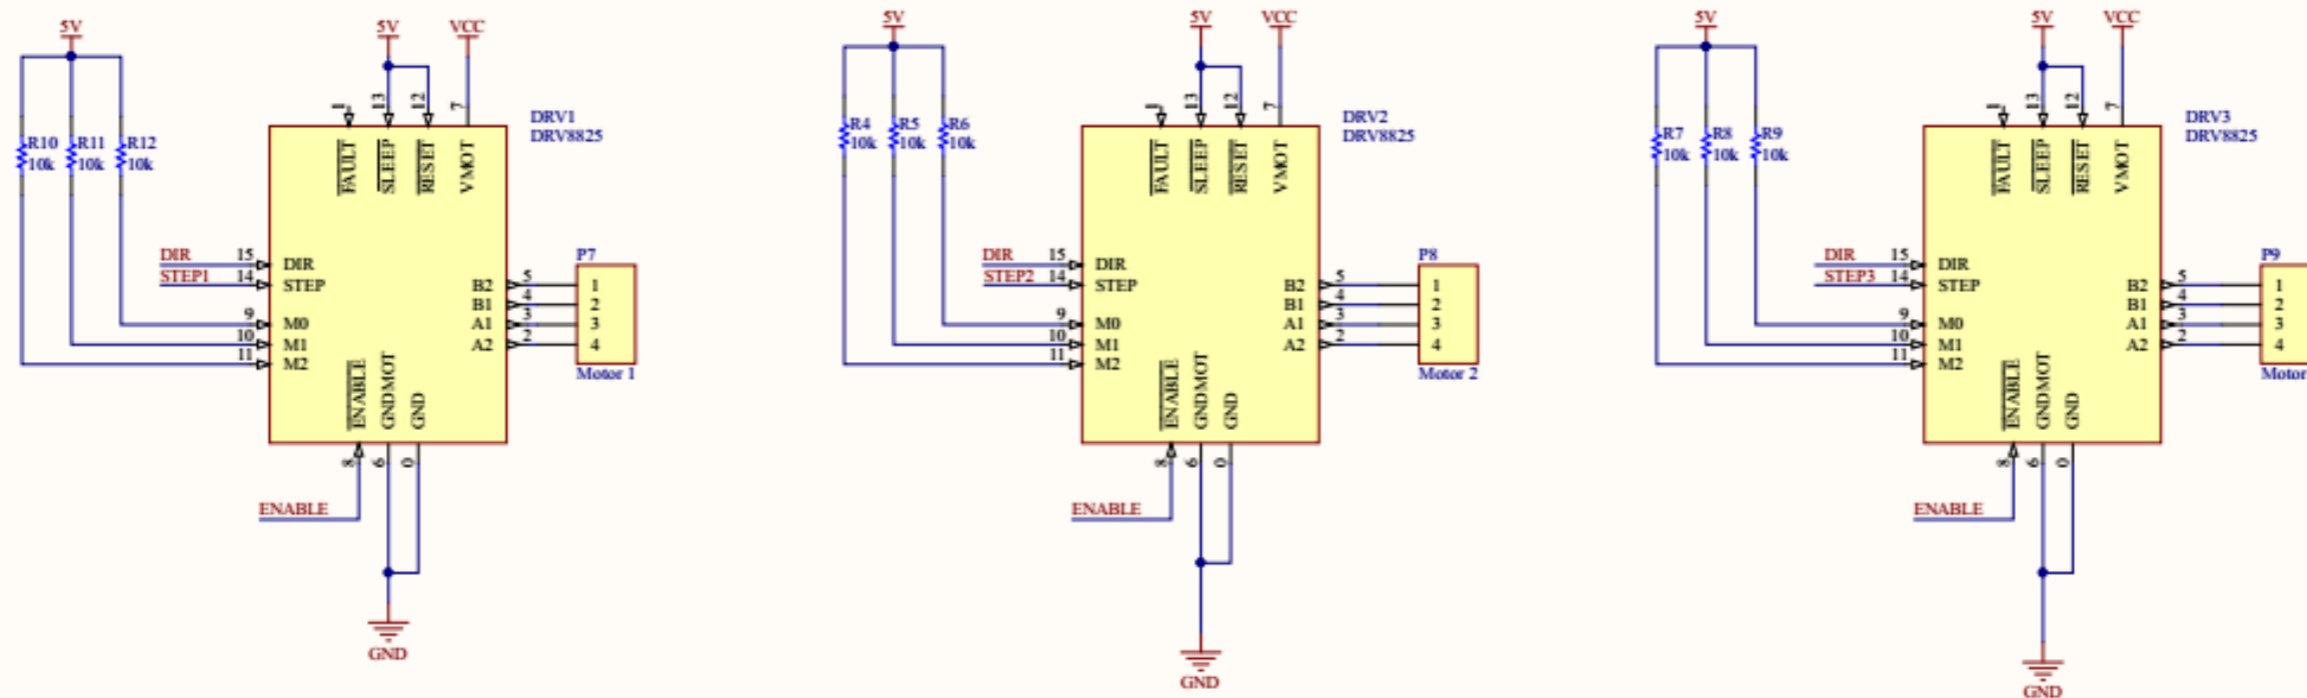 5V
5V
VCC
1
13
12
7
DRV1
DRV8825
R10
10k
R11
10k
R12
10k
FAULT
SLEEP
RESET
VMOT
DIR
15
DIR
STEP1
14
STEP
9
M0
10
M1
11
M2
P7
B2
5
1
B1
4
2
A1
3
3
A2
2
4
Motor 1
ENABLE
GNDMOT
GND
8
6
0
ENABLE
GND
5V
5V
VCC
1
13
12
7
DRV2
DRV8825
R4
10k
R5
10k
R6
10k
FAULT
SLEEP
RESET
VMOT
DIR
15
DIR
STEP2
14
STEP
9
M0
10
M1
11
M2
P8
B2
5
1
B1
4
2
A1
3
3
A2
2
4
Motor 2
ENABLE
GNDMOT
GND
8
6
0
ENABLE
GND
5V
5V
VCC
1
13
12
7
DRV3
DRV8825
R7
10k
R8
10k
R9
10k
FAULT
SLEEP
RESET
VMOT
DIR
15
DIR
STEP3
14
STEP
9
M0
10
M1
11
M2
P9
B2
5
1
B1
4
2
A1
3
3
A2
2
4
Motor
ENABLE
GNDMOT
GND
8
6
0
ENABLE
GND